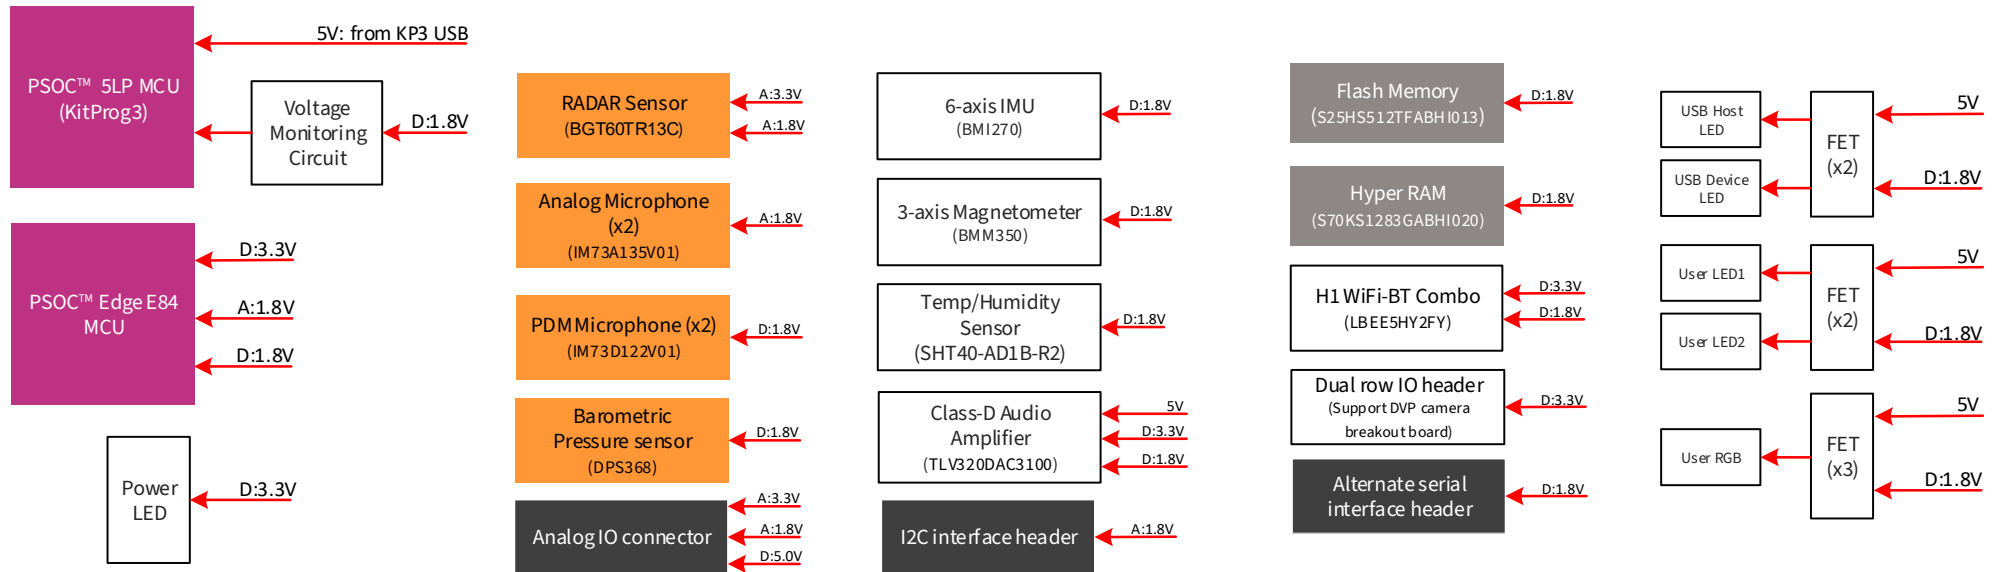 5V: from KP3 USB
PSOC™ 5LP MCU
(KitProg3)
Voltage
Monitoring
Circuit
D:1.8V
PSOC™ Edge E84
MCU
D:3.3V
A:1.8V
D:1.8V
Power
LED
D:3.3V
RADAR Sensor
(BGT60TR13C)
A:3.3V
A:1.8V
Analog Microphone
(x2)
(IM73A135V01)
A:1.8V
PDM Microphone (x2)
(IM73D122V01)
D:1.8V
Barometric
Pressure sensor
(DPS368)
D:1.8V
Analog IO connector
A:3.3V
A:1.8V
D:5.0V
6-axis IMU
(BMI270)
D:1.8V
3-axis Magnetometer
(BMM350)
D:1.8V
Temp/Humidity
Sensor
(SHT40-AD1B-R2)
D:1.8V
Class-D Audio
Amplifier
(TLV320DAC3100)
5V
D:3.3V
D:1.8V
I2C interface header
A:1.8V
Flash Memory
(S25HS512TFABHI013)
D:1.8V
Hyper RAM
(S70KS1283GABHI020)
D:1.8V
H1 WiFi-BT Combo
(LBEE5HY2FY)
D:3.3V
D:1.8V
Dual row IO header
(Support DVP camera
breakout board)
D:3.3V
Alternate serial
interface header
D:1.8V
USB Host
LED
USB Device
LED
FET
(x2)
5V
D:1.8V
User LED1
User LED2
FET
(x2)
5V
D:1.8V
User RGB
FET
(x3)
5V
D:1.8V